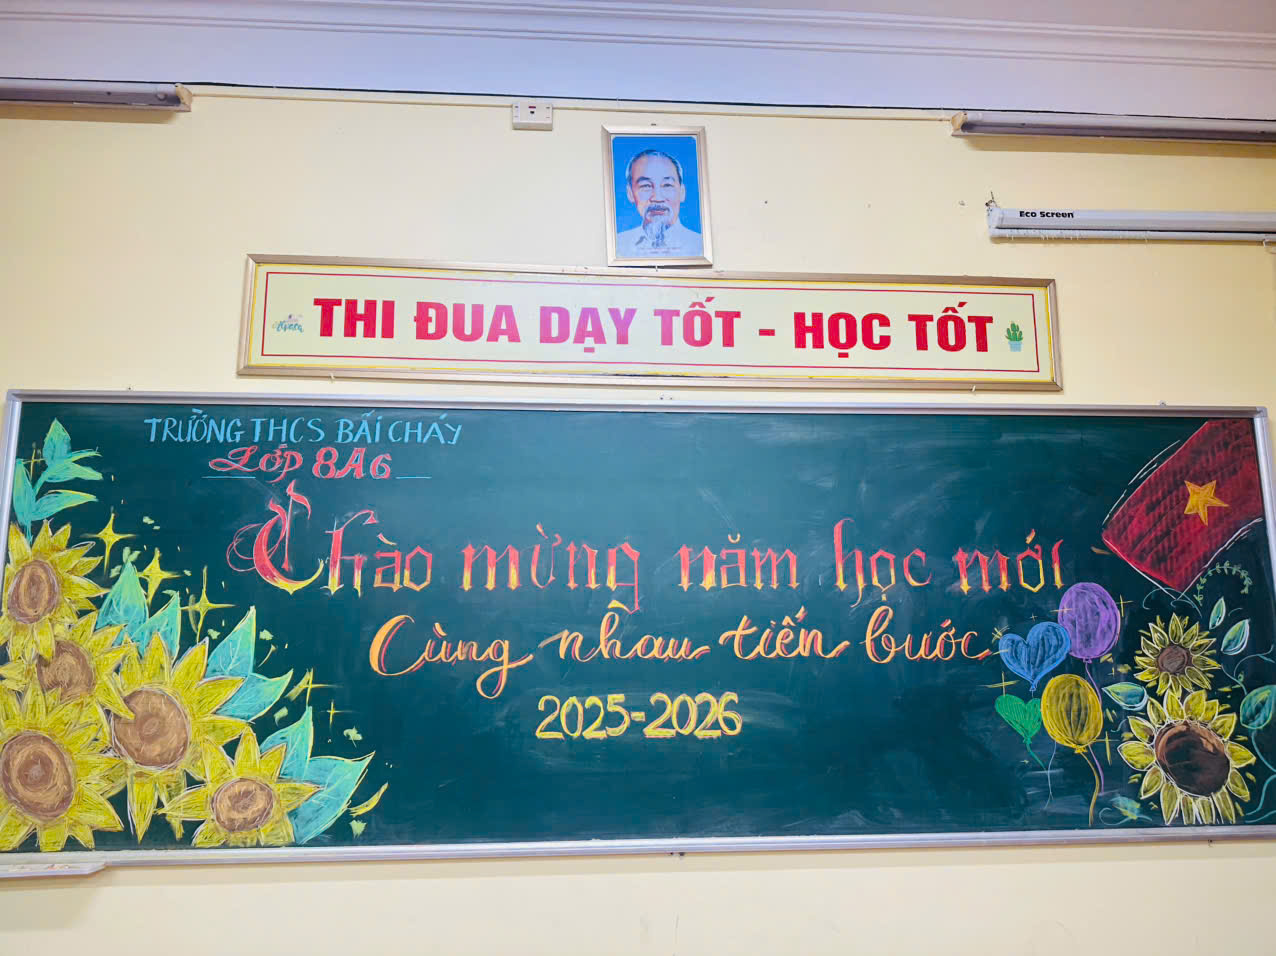 Eco Screen
THI ĐUA DẠY TỐT - HỌC TỐT
TRƯỜNG THCS BÃI CHÁY
LỚP 8A6
Chào mừng năm học mới
Cùng nhau tiến bước
2025-2026